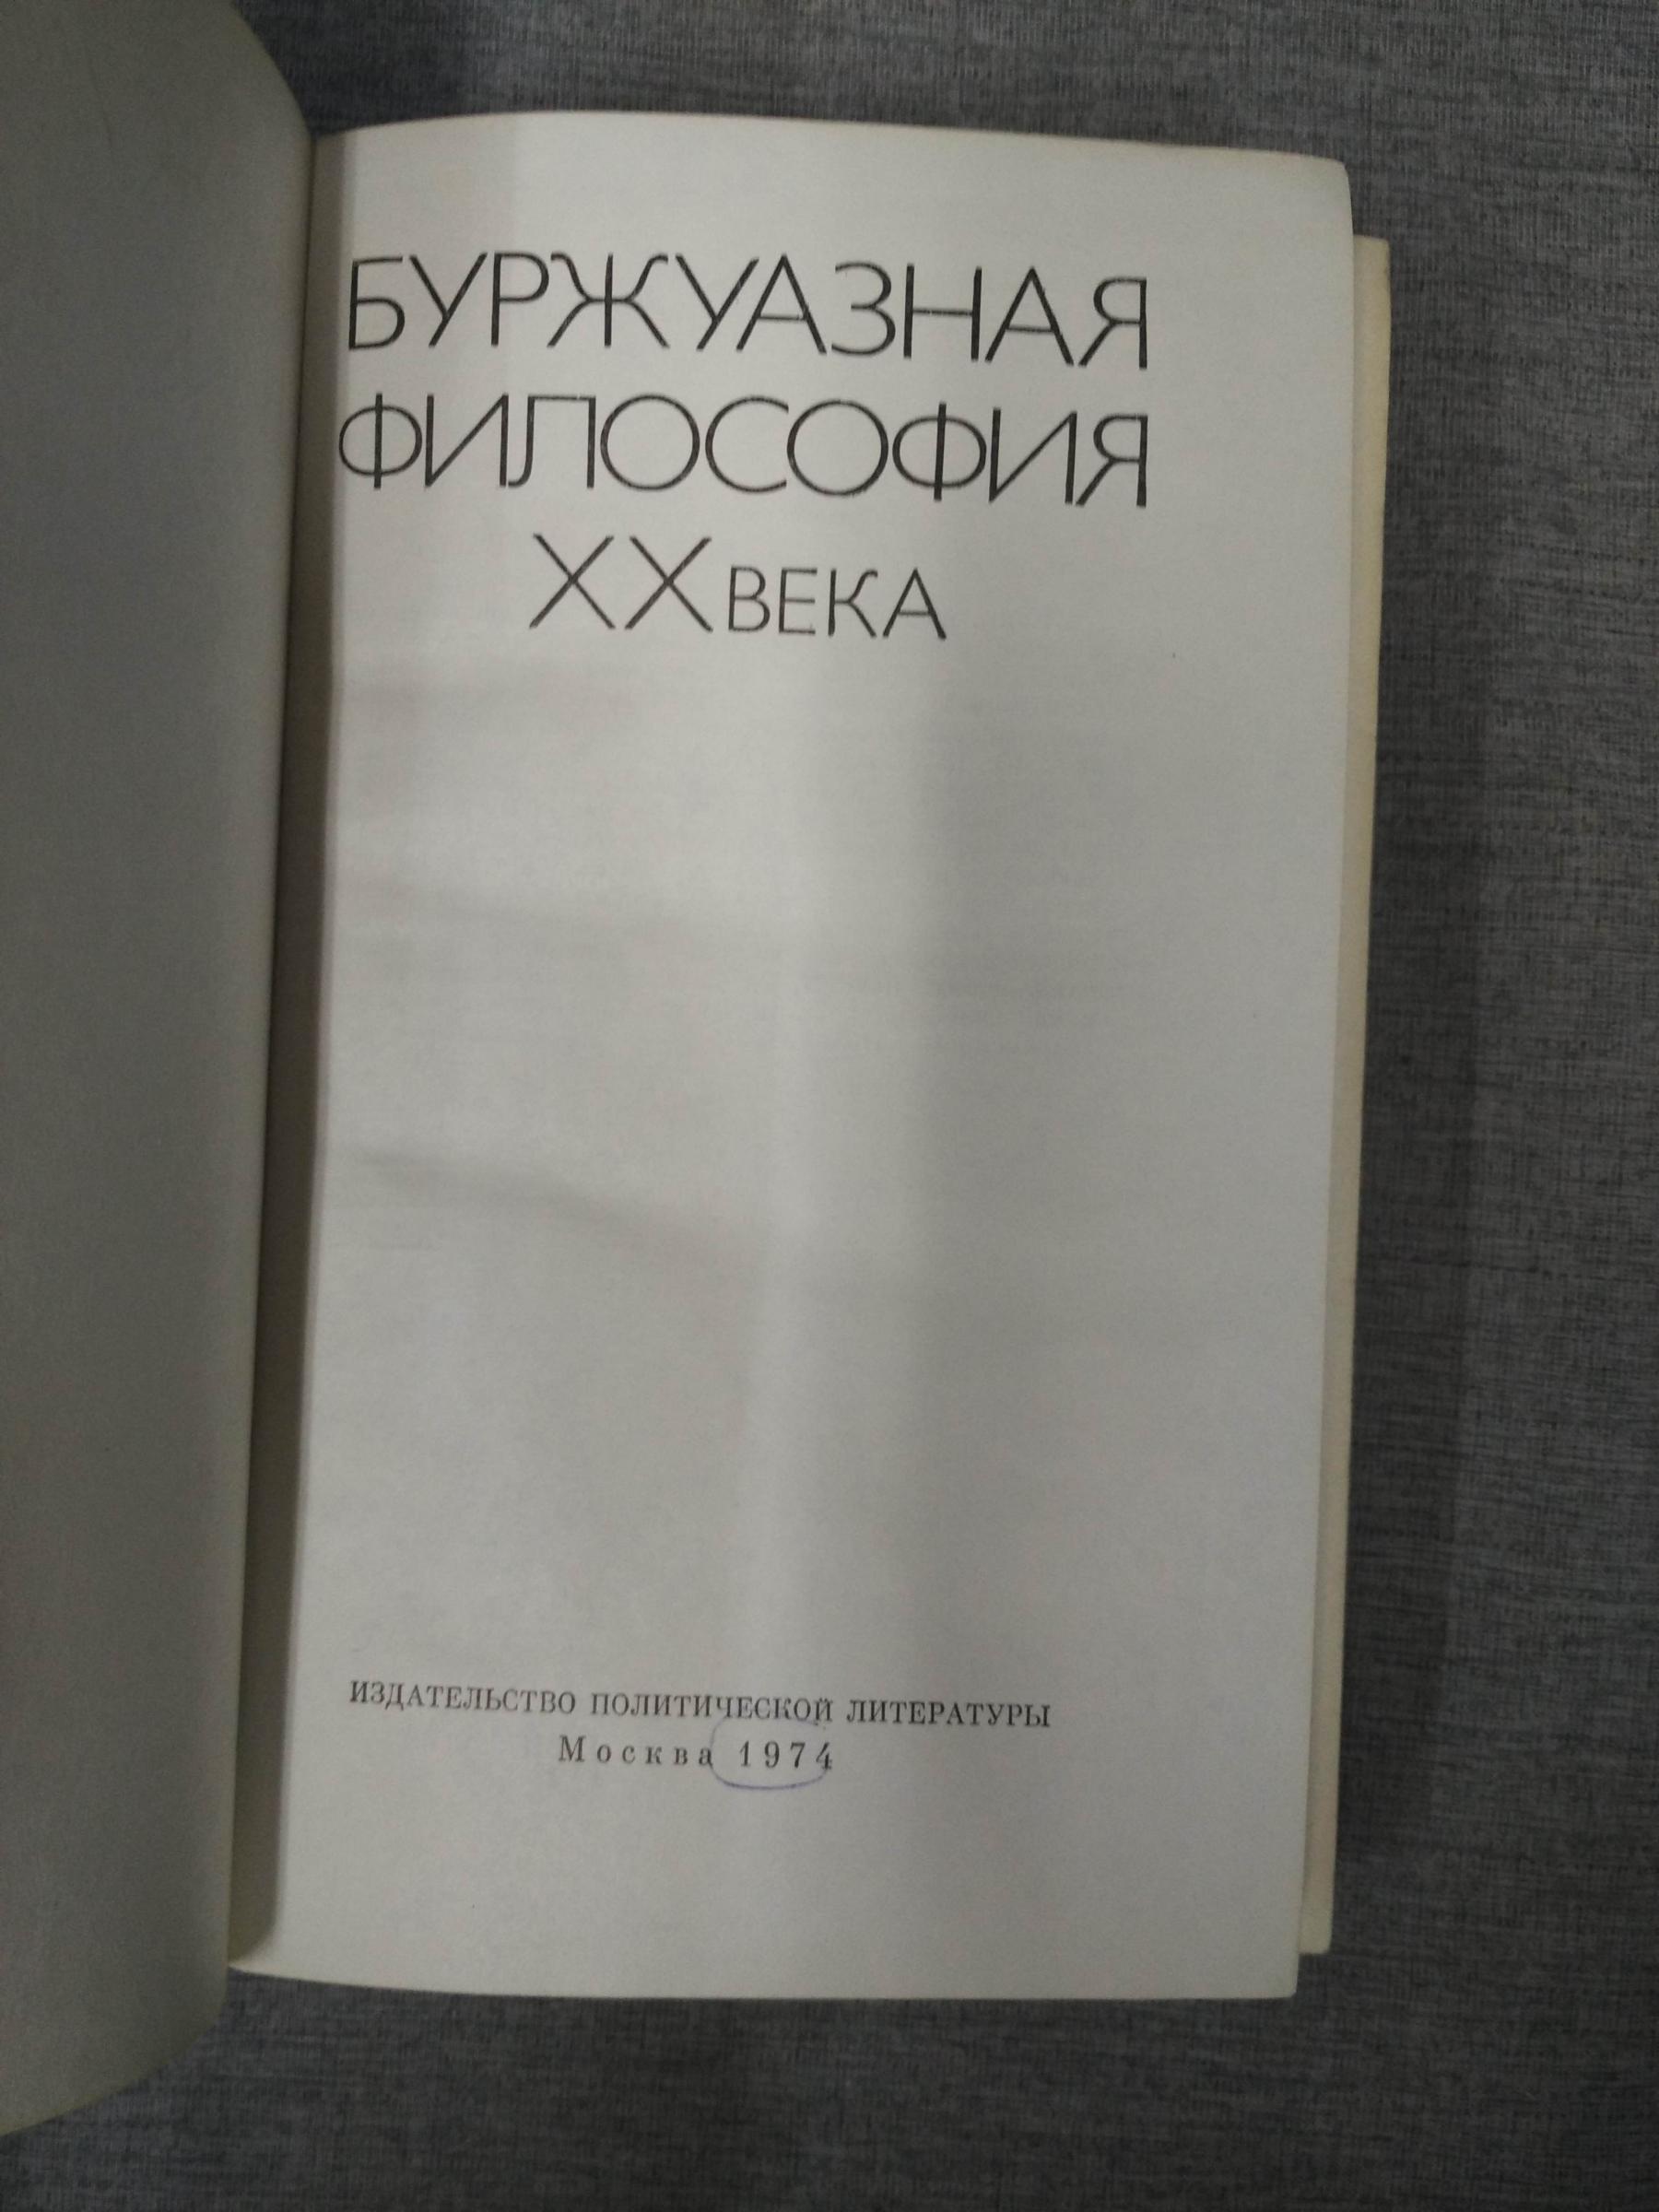 БУРЖУАЗНАЯ
ФИЛОСОФИЯ
XX ВЕКА
ИЗДАТЕЛЬСТВО ПОЛИТИЧЕСКОЙ ЛИТЕРАТУРЫ
Москва 1974